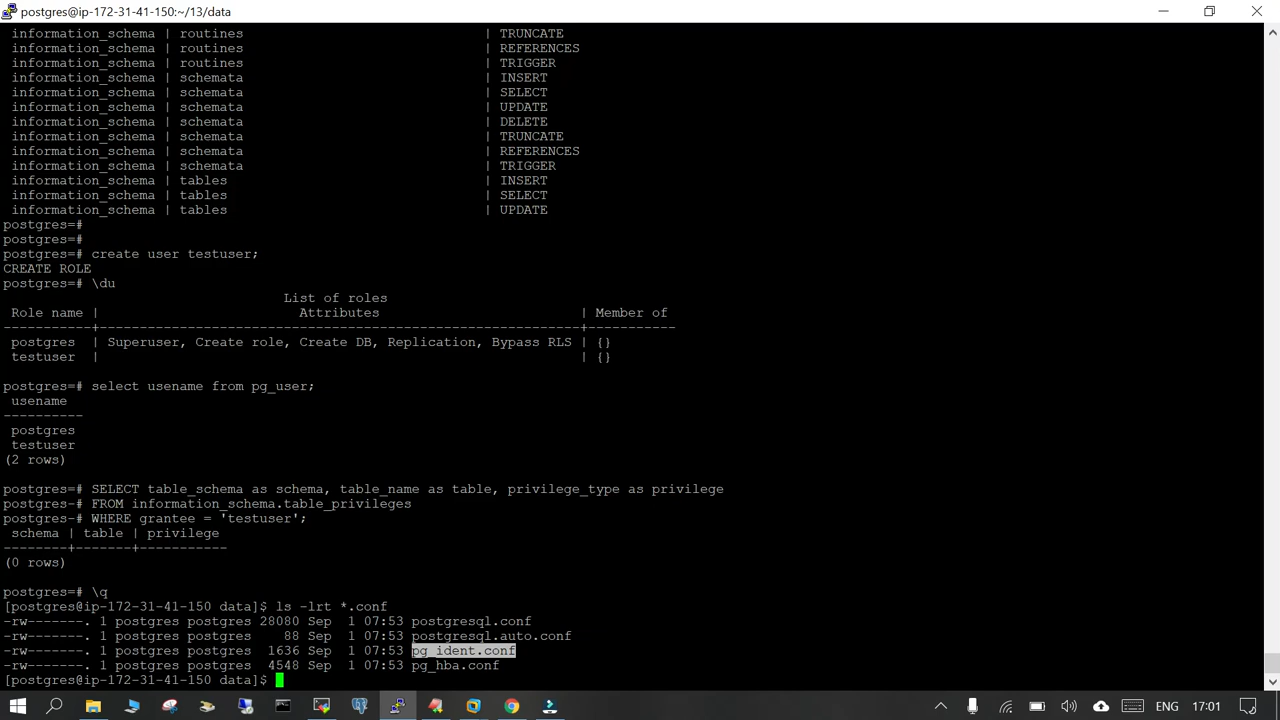 postgres@ip-172-31-41-150:~/13/data
information_schema | routines | TRUNCATE
information_schema | routines | REFERENCES
information_schema | routines | TRIGGER
information_schema | schemata | INSERT
information_schema | schemata | SELECT
information_schema | schemata | UPDATE
information_schema | schemata | DELETE
information_schema | schemata | TRUNCATE
information_schema | schemata | REFERENCES
information_schema | schemata | TRIGGER
information_schema | tables | INSERT
information_schema | tables | SELECT
information_schema | tables | UPDATE
postgres=#
postgres=#
postgres=# create user testuser;
CREATE ROLE
postgres=# \du
List of roles
Role name | Attributes | Member of
-----------+------------------------------------------------------------+-----------
postgres | Superuser, Create role, Create DB, Replication, Bypass RLS | {}
testuser | | {}
postgres=# select usename from pg_user;
usename
----------
postgres
testuser
(2 rows)
postgres=# SELECT table_schema as schema, table_name as table, privilege_type as privilege
postgres-# FROM information_schema.table_privileges
postgres-# WHERE grantee = 'testuser';
schema | table | privilege
--------+-------+-----------
(0 rows)
postgres=# \q
[postgres@ip-172-31-41-150 data]$ ls -lrt *.conf
-rw-------. 1 postgres postgres 28080 Sep 1 07:53 postgresql.conf
-rw-------. 1 postgres postgres 88 Sep 1 07:53 postgresql.auto.conf
-rw-------. 1 postgres postgres 1636 Sep 1 07:53 pg_ident.conf
-rw-------. 1 postgres postgres 4548 Sep 1 07:53 pg_hba.conf
[postgres@ip-172-31-41-150 data]$
ENG 17:01